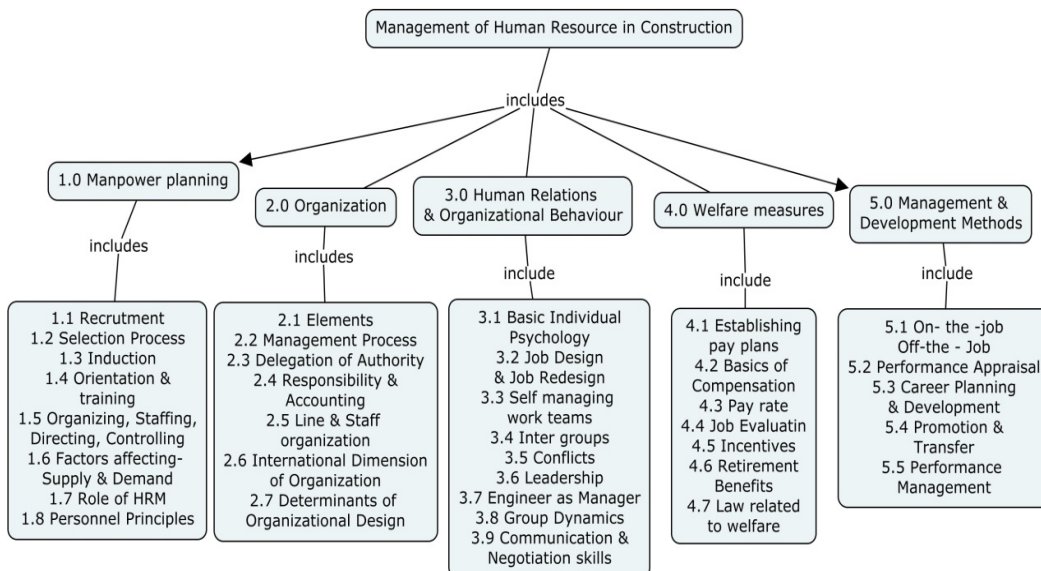 Management of Human Resource in Construction
includes
1.0 Manpower planning
2.0 Organization
3.0 Human Relations
& Organizational Behaviour
4.0 Welfare measures
5.0 Management &
Development Methods
includes
includes
include
include
include
1.1 Recrutment
1.2 Selection Process
1.3 Induction
1.4 Orientation &
training
1.5 Organizing, Staffing,
Directing, Controlling
1.6 Factors affecting-
Supply & Demand
1.7 Role of HRM
1.8 Personnel Principles
2.1 Elements
2.2 Management Process
2.3 Delegation of Authority
2.4 Responsibility &
Accounting
2.5 Line & Staff
organization
2.6 International Dimension
of Organization
2.7 Determinants of
Organizational Design
3.1 Basic Individual
Psychology
3.2 Job Design
& Job Redesign
3.3 Self managing
work teams
3.4 Inter groups
3.5 Conflicts
3.6 Leadership
3.7 Engineer as Manager
3.8 Group Dynamics
3.9 Communication &
Negotiation skills
4.1 Establishing
pay plans
4.2 Basics of
Compensation
4.3 Pay rate
4.4 Job Evaluatin
4.5 Incentives
4.6 Retirement
Benefits
4.7 Law related
to welfare
5.1 On- the -job
Off-the - Job
5.2 Performance Appraisal
5.3 Career Planning
& Development
5.4 Promotion &
Transfer
5.5 Performance
Management